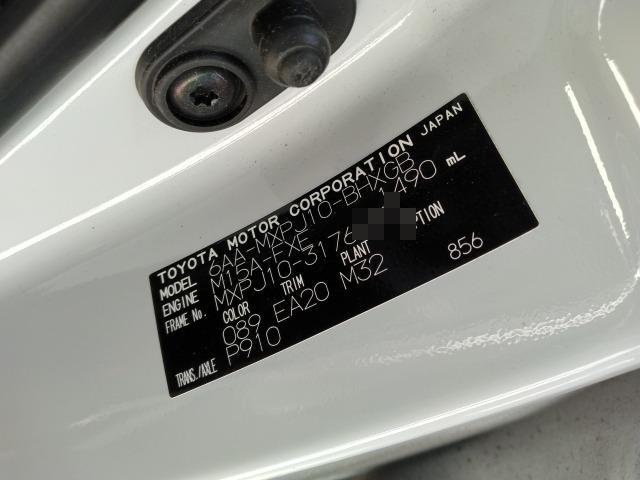 TOYOTA MOTOR CORPORATION JAPAN
MODEL 6AA-MXPJ10-BHXGB
ENGINE M15A-FXE 1490 mL
FRAME No. MXPJ10-3176
COLOR TRIM PLANT
089 EA20 M32 856
TRANS./AXLE P910